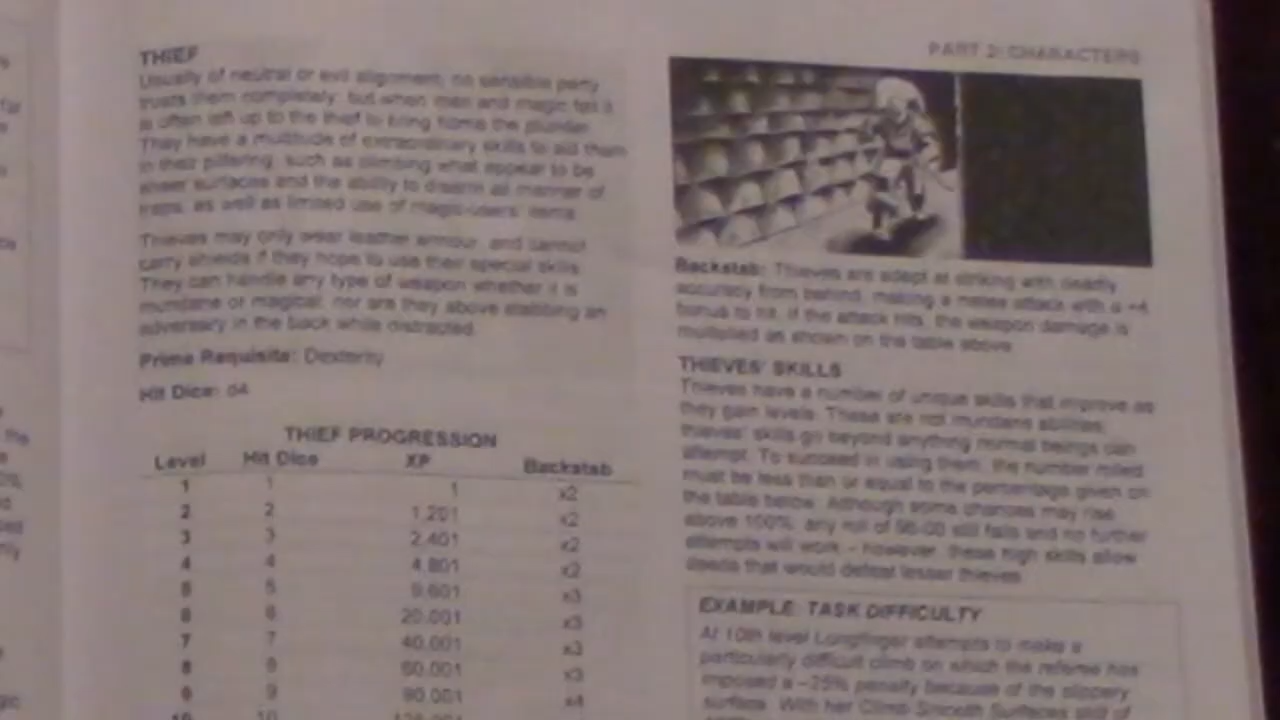 PART 2: CHARACTERS
THIEF
Usually of neutral or evil alignment, no sensible party
trusts them completely, but when men and magic fail it
is often left up to the thief to bring home the plunder.
They have a multitude of extraordinary skills to aid them
in their pilfering, such as climbing what appear to be
sheer surfaces and the ability to disarm all manner of
traps, as well as limited use of magic-users' items.
Thieves may only wear leather armour, and cannot
carry shields if they hope to use their special skills.
They can handle any type of weapon whether it is
mundane or magical, nor are they above stabbing an
adversary in the back while distracted.
Prime Requisite: Dexterity
Hit Dice: d4
THIEF PROGRESSION
Level Hit Dice XP Backstab
1 1 1 x2
2 2 1,201 x2
3 3 2,401 x2
4 4 4,801 x2
5 5 9,601 x3
6 6 20,001 x3
7 7 40,001 x3
8 8 60,001 x3
9 9 90,001 x4
10 10
Backstab: Thieves are adept at striking with deadly
accuracy from behind, making a melee attack with a +4
bonus to hit. If the attack hits, the weapon damage is
multiplied as shown on the table above.
THIEVES' SKILLS
Thieves have a number of unique skills that improve as
they gain levels. These are not mundane abilities;
thieves' skills go beyond anything normal beings can
attempt. To succeed in using them, the number rolled
must be less than or equal to the percentage given on
the table below. Although some chances may rise
above 100%, any roll of 96-00 still fails and no further
attempts will work - however, these high skills allow
deeds that would defeat lesser thieves.
EXAMPLE: TASK DIFFICULTY
At 10th level Longfinger attempts to make a
particularly difficult climb on which the referee has
imposed a -25% penalty because of the slippery
surface. With her Climb Smooth Surfaces skill of